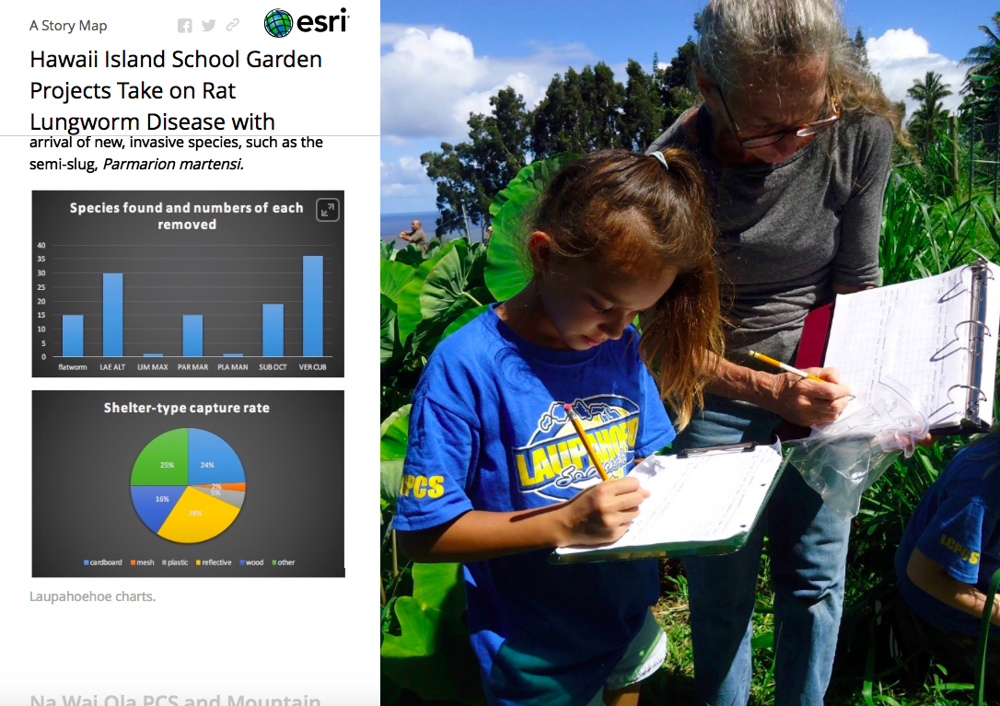 A Story Map
esri
Hawaii Island School Garden
Projects Take on Rat
Lungworm Disease with
arrival of new, invasive species, such as the
semi-slug, Parmarion martensi.
Species found and numbers of each
removed
40
35
30
25
20
15
10
5
0
flatworm LAE ALT LIM MAX PAR MAR PLA MAN SUB OCT VER CUB
Shelter-type capture rate
25%
24%
2%
5%
28%
16%
cardboard mesh plastic reflective wood other
Laupahoehoe charts.
Na Wai Ola PCS and Mountain
LCPCS